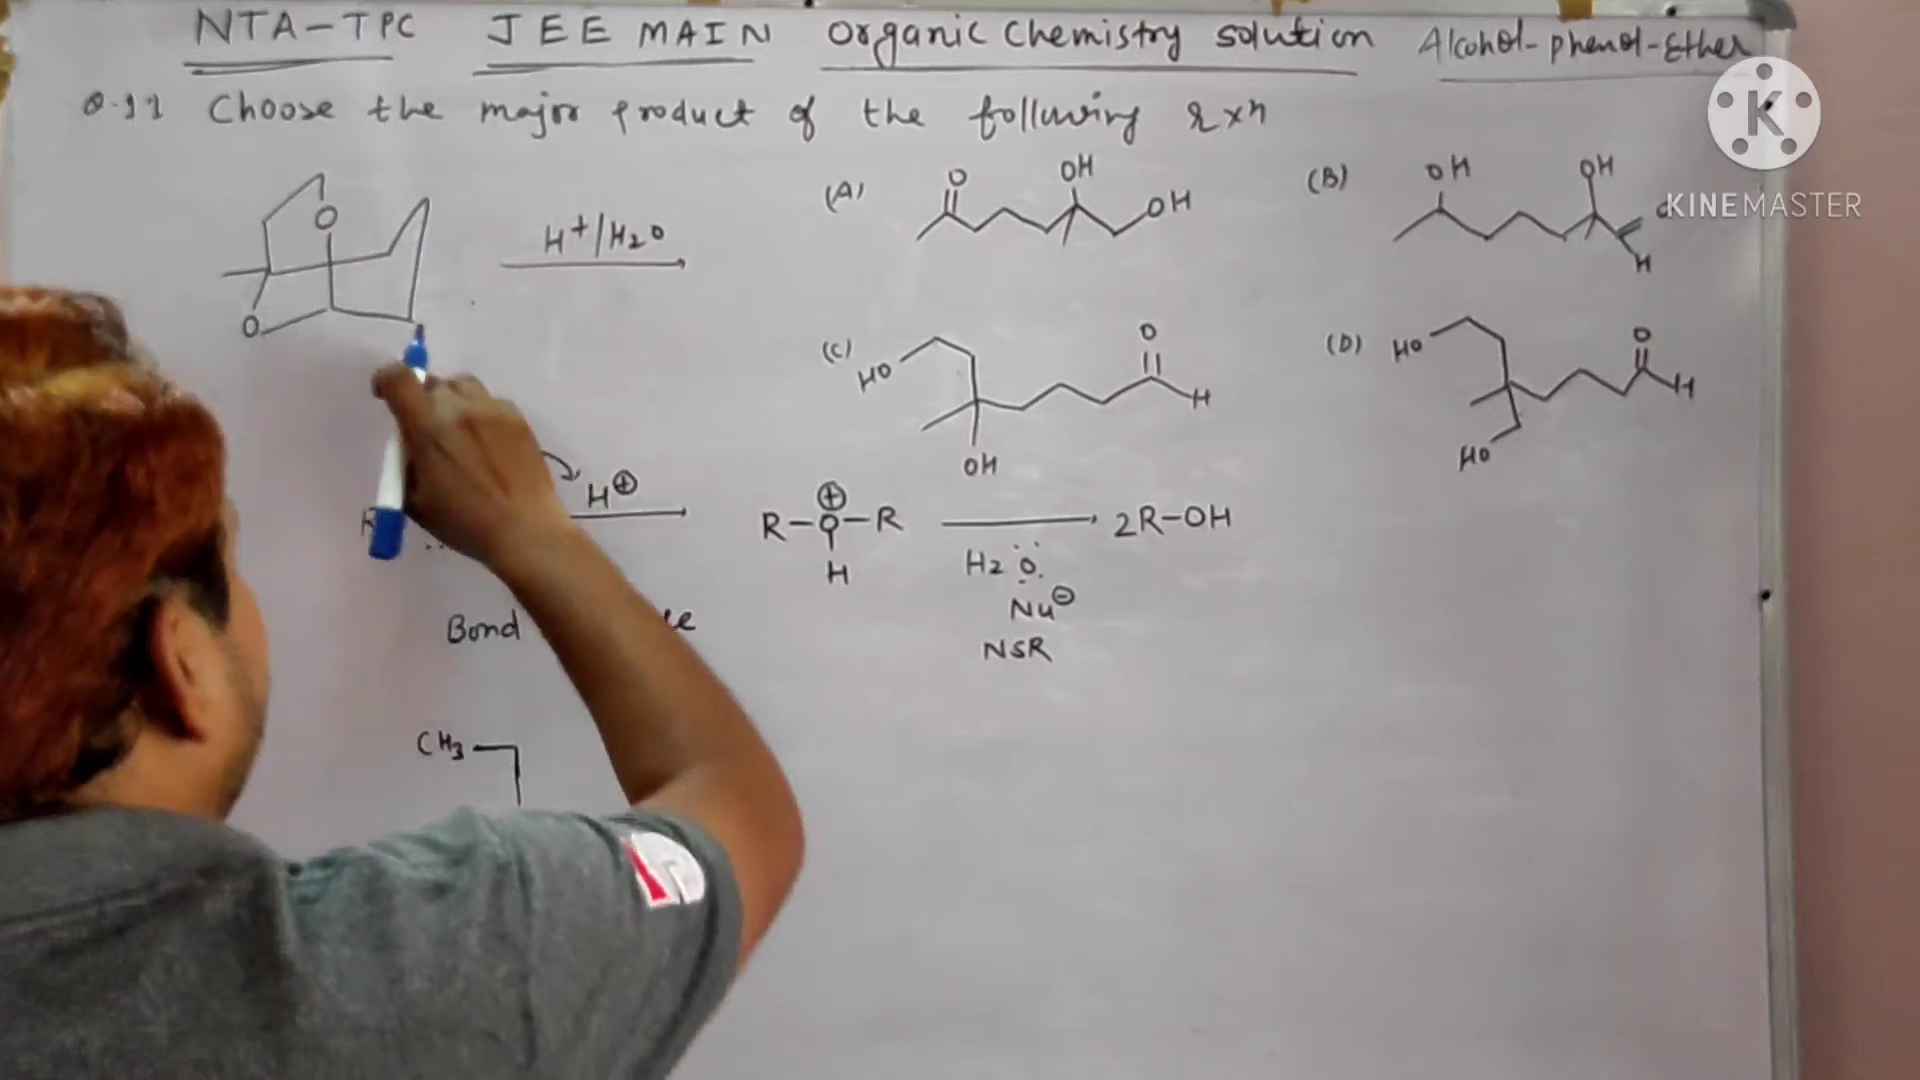 NTA-TPC JEE MAIN Organic Chemistry solution Alcohol-phenol-Ether
Q.11 Choose the major product of the following rxn
O
O
H+/H2O
(A) O OH OH
(B) OH OH H
KINEMASTER
(C) HO OH O H
(D) HO HO O H
H⊕
R-O-R
⊕
H
H2O
Nu⊖
NSR
2R-OH
Bond
CH3